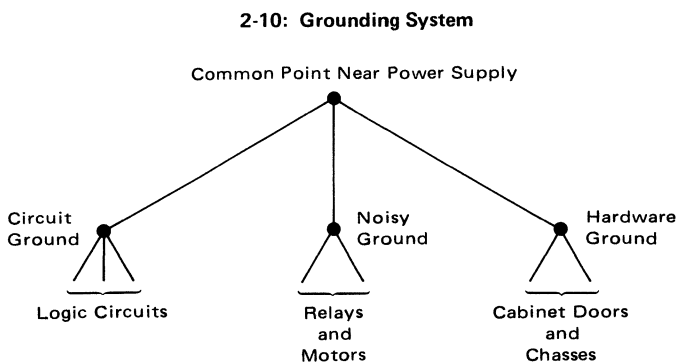 2-10: Grounding System
Common Point Near Power Supply
Circuit
Ground
Noisy
Ground
Hardware
Ground
Logic Circuits
Relays
and
Motors
Cabinet Doors
and
Chasses